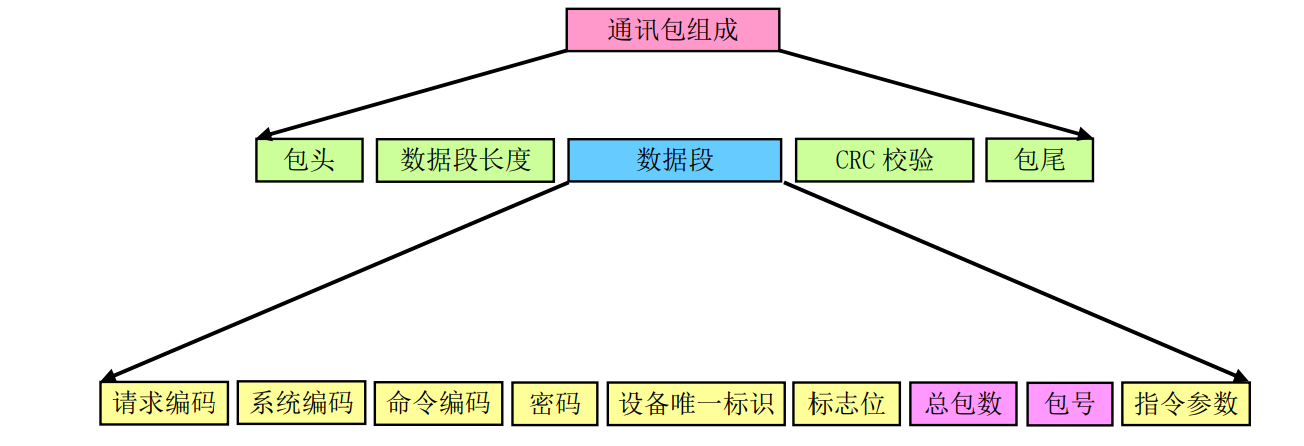 通讯包组成
包头 数据段长度 数据段 CRC 校验 包尾
请求编码 系统编码 命令编码 密码 设备唯一标识 标志位 总包数 包号 指令参数